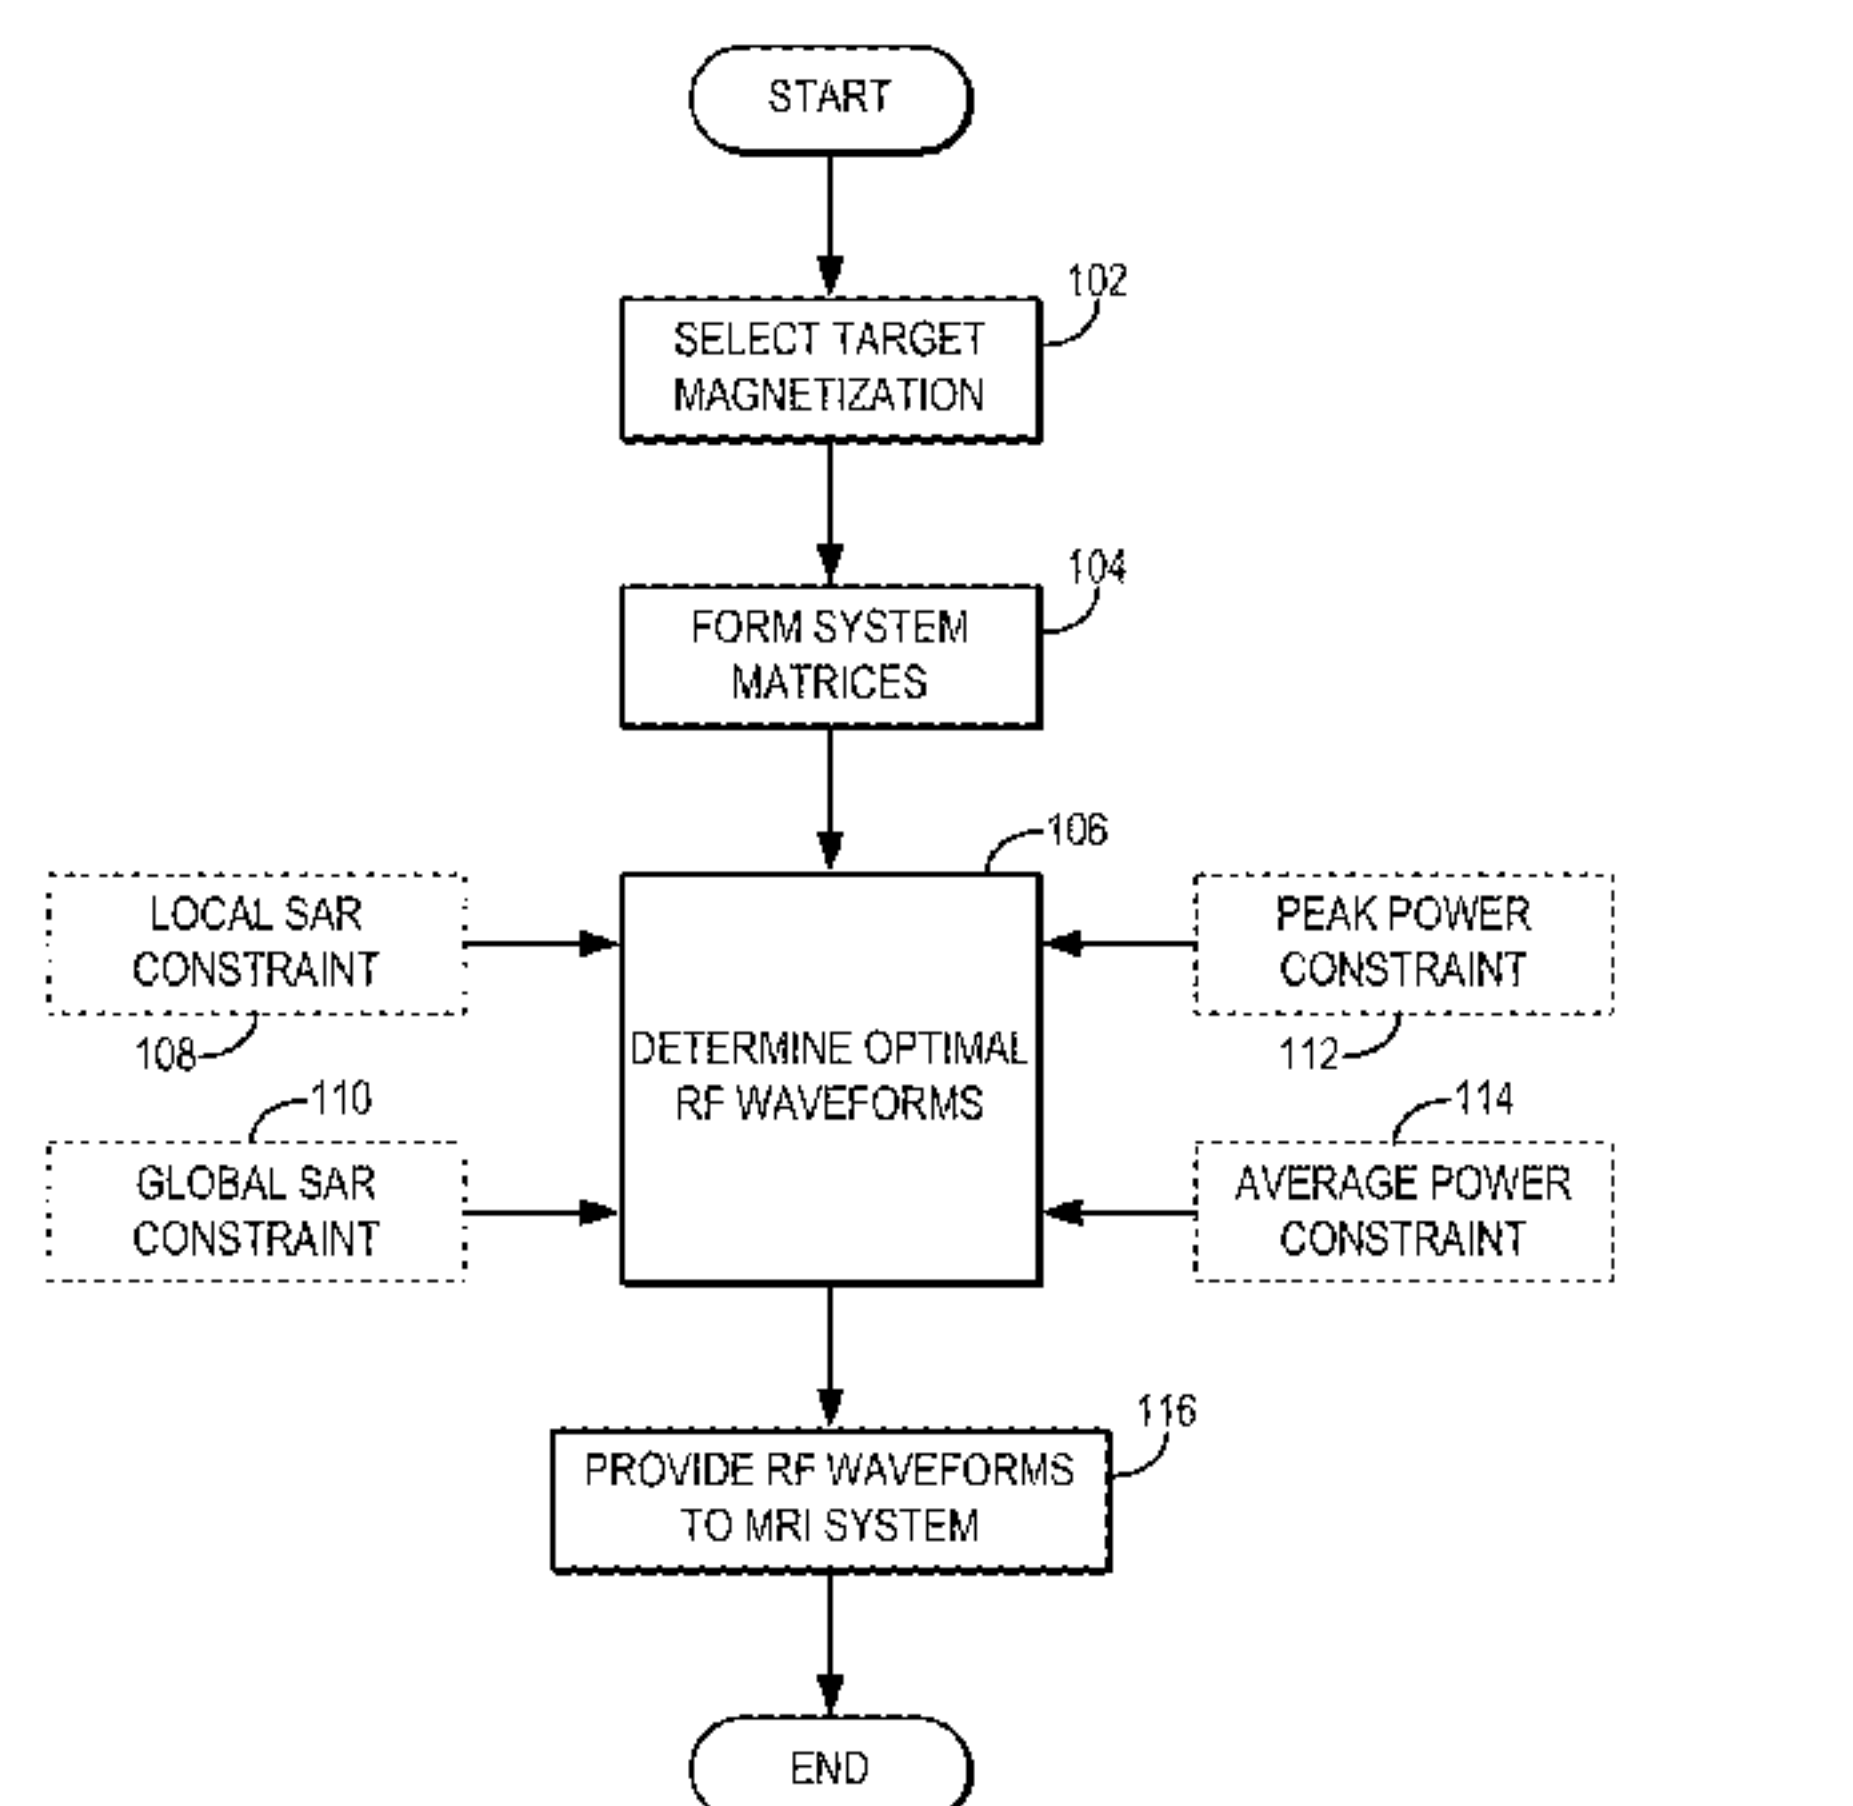 START
102
SELECT TARGET
MAGNETIZATION
104
FORM SYSTEM
MATRICES
106
LOCAL SAR
CONSTRAINT
108
PEAK POWER
CONSTRAINT
112
DETERMINE OPTIMAL
RF WAVEFORMS
110
GLOBAL SAR
CONSTRAINT
114
AVERAGE POWER
CONSTRAINT
116
PROVIDE RF WAVEFORMS
TO MRI SYSTEM
END